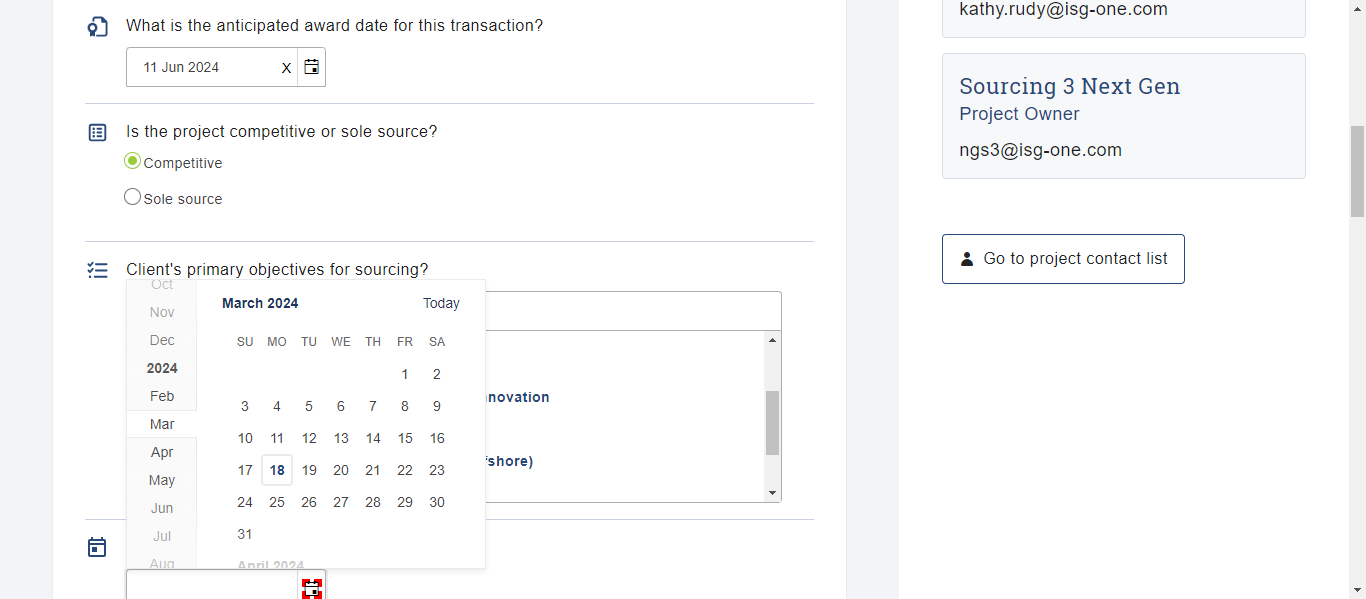 What is the anticipated award date for this transaction?
11 Jun 2024 X
Is the project competitive or sole source?
Competitive
Sole source
Client's primary objectives for sourcing?
Oct
Nov
Dec
2024
Feb
Mar
Apr
May
Jun
Jul
Aug
March 2024 Today
SU MO TU WE TH FR SA
1 2
3 4 5 6 7 8 9
10 11 12 13 14 15 16
17 18 19 20 21 22 23
24 25 26 27 28 29 30
31
April 2024
nnovation
fshore)
kathy.rudy@isg-one.com
Sourcing 3 Next Gen
Project Owner
ngs3@isg-one.com
Go to project contact list